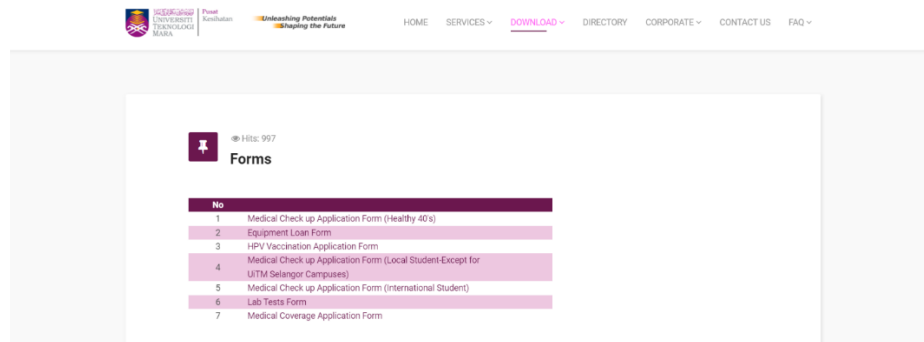 UNIVERSITI
TEKNOLOGI
MARA
Pusat
Kesihatan
Unleashing Potentials
Shaping the Future
HOME SERVICES DOWNLOAD DIRECTORY CORPORATE CONTACT US FAQ
Hits: 997
Forms
No
1 Medical Check up Application Form (Healthy 40's)
2 Equipment Loan Form
3 HPV Vaccination Application Form
4 Medical Check up Application Form (Local Student-Except for
UiTM Selangor Campuses)
5 Medical Check up Application Form (International Student)
6 Lab Tests Form
7 Medical Coverage Application Form